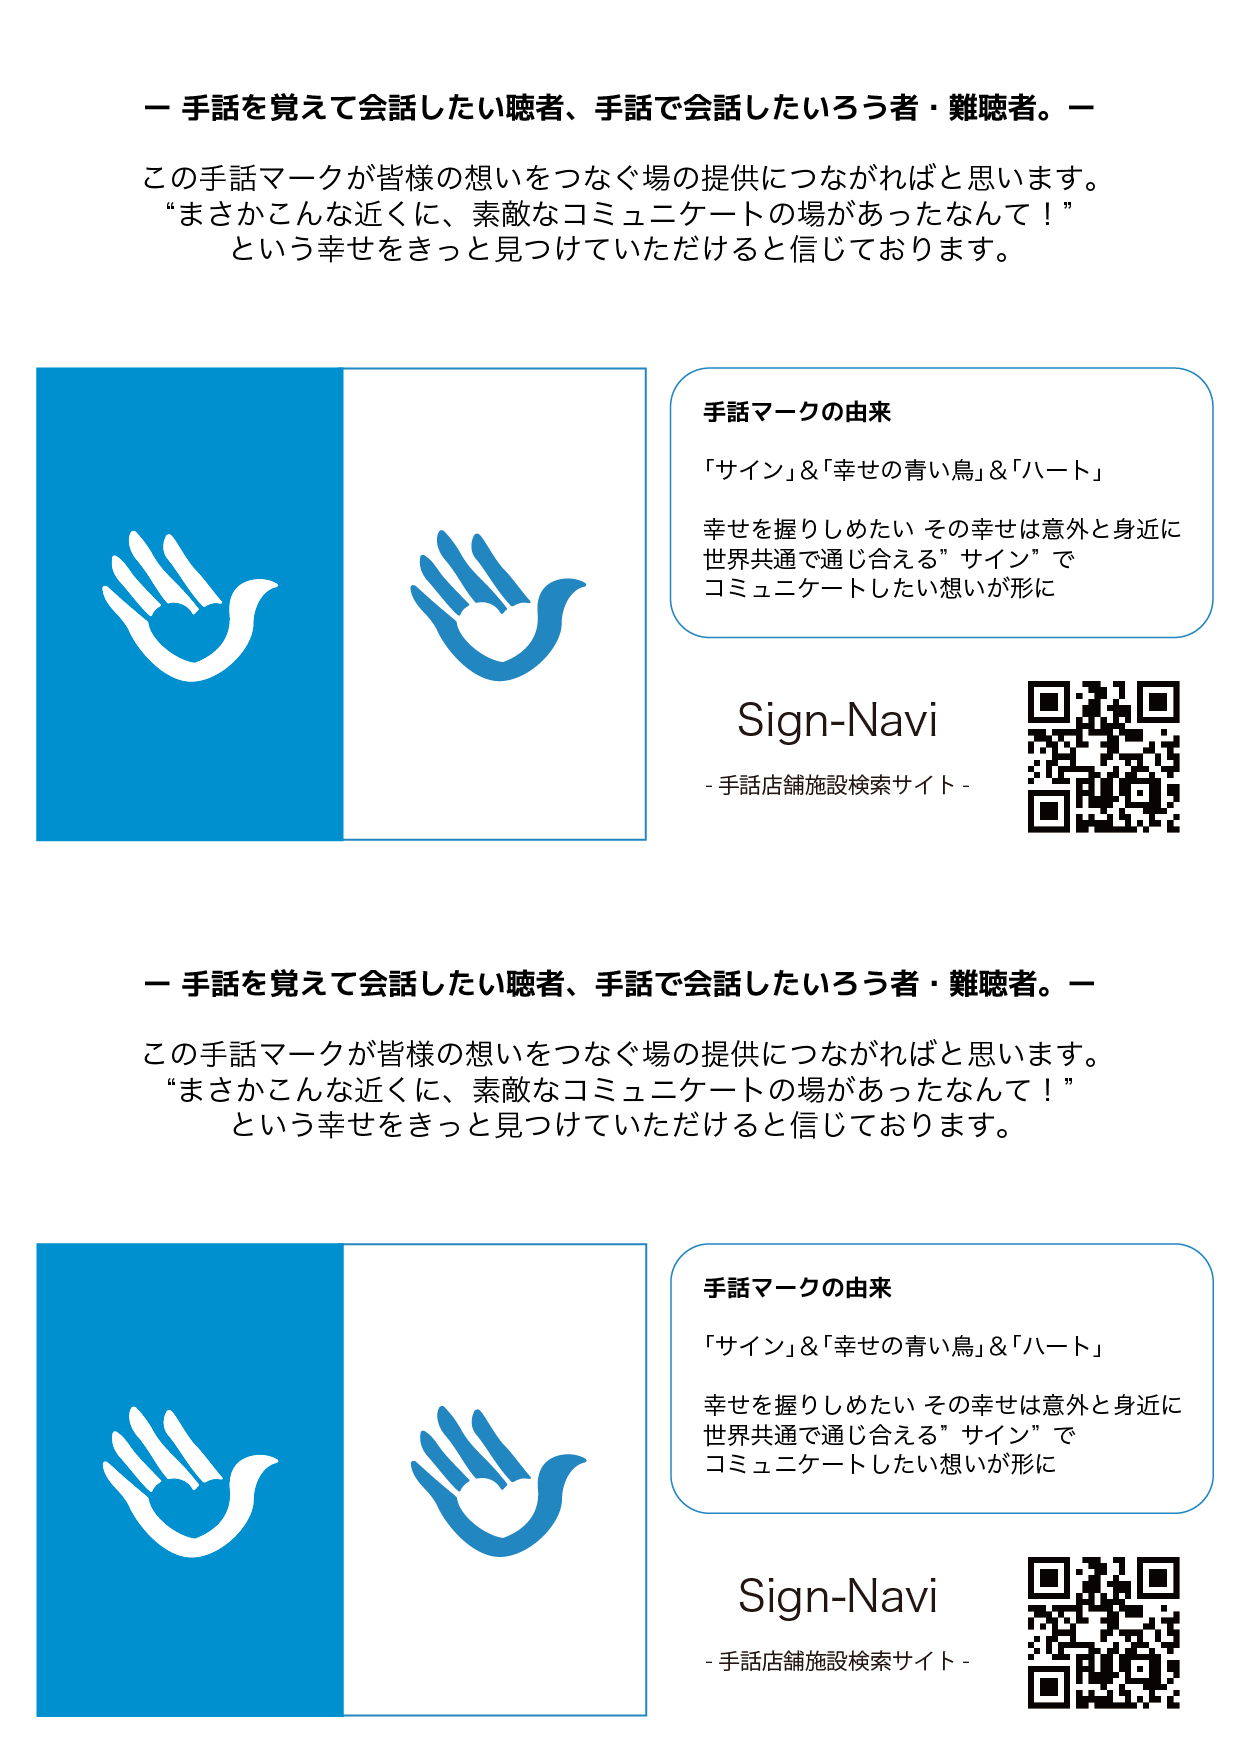 ー 手話を覚えて会話したい聴者、手話で会話したいろう者・難聴者。ー
この手話マークが皆様の想いをつなぐ場の提供につながればと思います。
“まさかこんな近くに、素敵なコミュニケートの場があったなんて！”
という幸せをきっと見つけていただけると信じております。
手話マークの由来
「サイン」＆「幸せの青い鳥」＆「ハート」
幸せを握りしめたい その幸せは意外と身近に
世界共通で通じ合える”サイン”で
コミュニケートしたい想いが形に
Sign-Navi
- 手話店舗施設検索サイト -
ー 手話を覚えて会話したい聴者、手話で会話したいろう者・難聴者。ー
この手話マークが皆様の想いをつなぐ場の提供につながればと思います。
“まさかこんな近くに、素敵なコミュニケートの場があったなんて！”
という幸せをきっと見つけていただけると信じております。
手話マークの由来
「サイン」＆「幸せの青い鳥」＆「ハート」
幸せを握りしめたい その幸せは意外と身近に
世界共通で通じ合える”サイン”で
コミュニケートしたい想いが形に
Sign-Navi
- 手話店舗施設検索サイト -